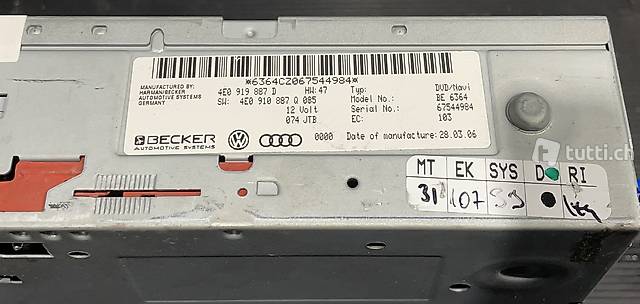 *6364CZ067544984*
MANUFACTURED BY:
HARMAN/BECKER
AUTOMOTIVE SYSTEMS
GERMANY
4E0 919 887 D HW:47 Typ: DVD/Navi
SW: 4E0 910 887 Q 085 Model No.: BE 6364
12 Volt Serial No.: 67544984
074 JTB EC: 103
BECKER
AUTOMOTIVE SYSTEMS
0000 Date of manufacture: 28.03.06
tutti.ch
MT EK SYS D RI
31 107